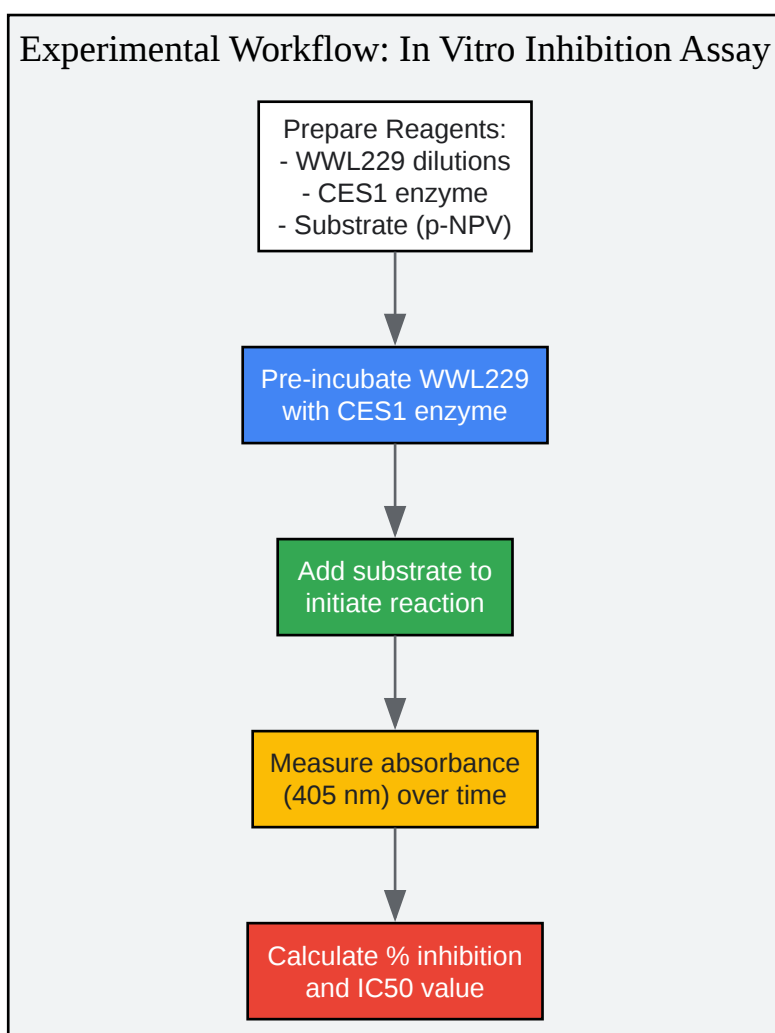 Experimental Workflow: In Vitro Inhibition Assay
Prepare Reagents:
- WWL229 dilutions
- CES1 enzyme
- Substrate (p-NPV)
Pre-incubate WWL229
with CES1 enzyme
Add substrate to
initiate reaction
Measure absorbance
(405 nm) over time
Calculate % inhibition
and IC50 value